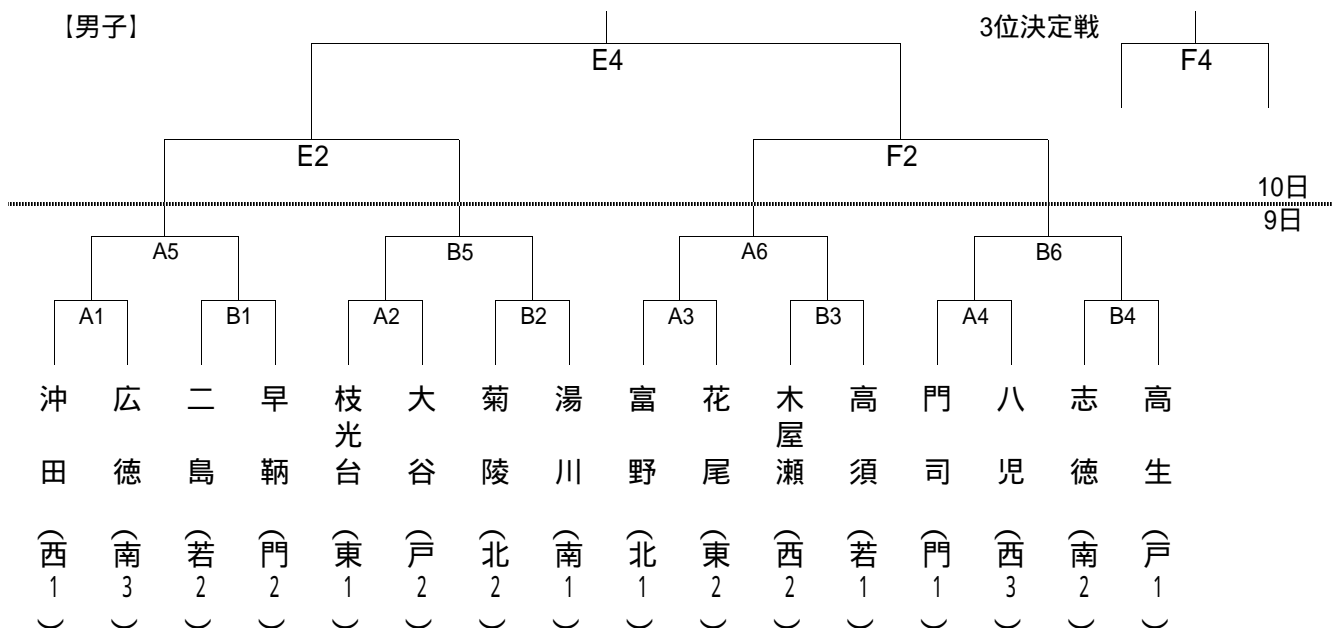 【男子】
3位決定戦
E4
F4
E2
F2
10日
9日
A5
B5
A6
B6
A1
B1
A2
B2
A3
B3
A4
B4
沖田（西1）
広徳（南3）
二島（若2）
早鞆（門2）
枝光台（東1）
大谷（戸2）
菊陵（北2）
湯川（南1）
富野（北1）
花尾（東2）
木屋瀬（西2）
高須（若1）
門司（門1）
八児（西3）
志徳（南2）
高生（戸1）